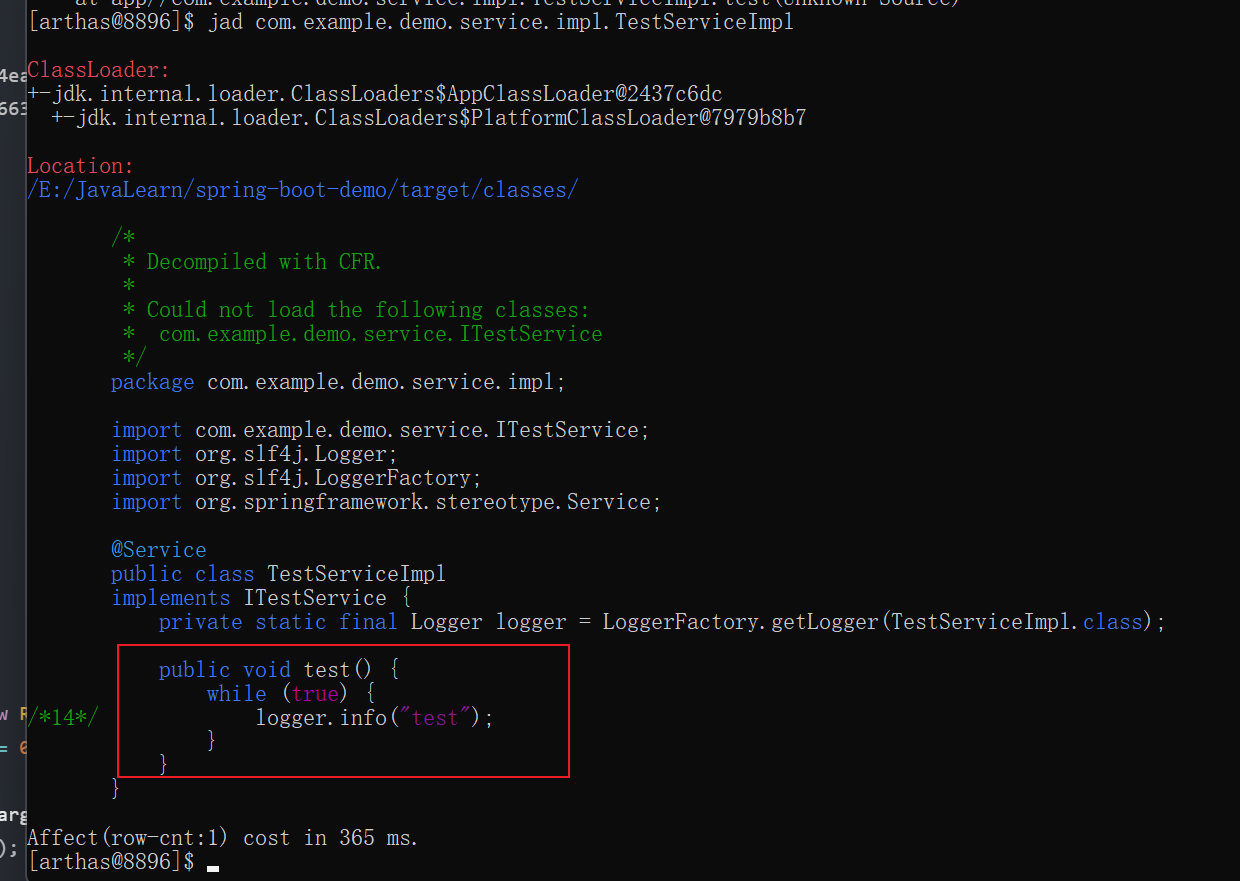 at app//com.example.demo.service.impl.TestServiceImpl.test(Unknown Source)
[arthas@8896]$ jad com.example.demo.service.impl.TestServiceImpl
ClassLoader:
+-jdk.internal.loader.ClassLoaders$AppClassLoader@2437c6dc
+-jdk.internal.loader.ClassLoaders$PlatformClassLoader@7979b8b7
Location:
/E:/JavaLearn/spring-boot-demo/target/classes/
/*
* Decompiled with CFR.
*
* Could not load the following classes:
*  com.example.demo.service.ITestService
*/
package com.example.demo.service.impl;
import com.example.demo.service.ITestService;
import org.slf4j.Logger;
import org.slf4j.LoggerFactory;
import org.springframework.stereotype.Service;
@Service
public class TestServiceImpl
implements ITestService {
private static final Logger logger = LoggerFactory.getLogger(TestServiceImpl.class);
public void test() {
while (true) {
/*14*/ logger.info("test");
}
}
}
Affect(row-cnt:1) cost in 365 ms.
[arthas@8896]$